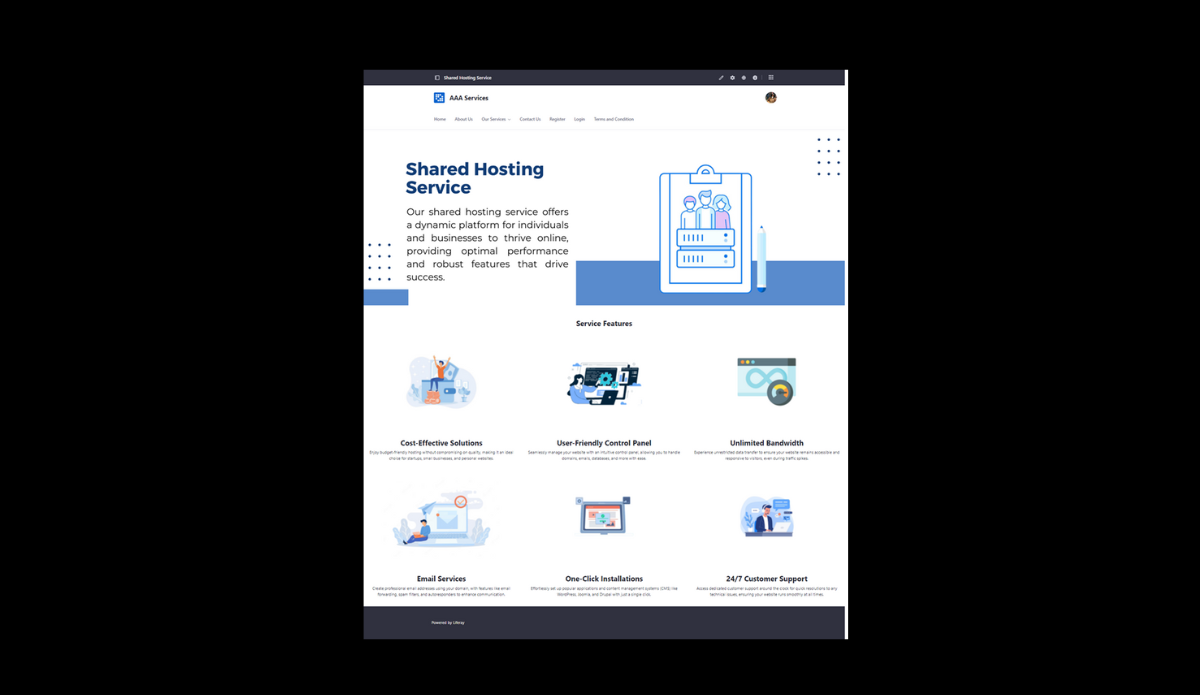 Shared Hosting Service
AAA Services
Home About Us Our Services Contact Us Register Login Terms and Condition
Shared Hosting
Service
Our shared hosting service offers
a dynamic platform for individuals
and businesses to thrive online,
providing optimal performance
and robust features that drive
success.
Service Features
Cost-Effective Solutions
Enjoy budget-friendly hosting without compromising on quality, making it an ideal
choice for startups, small businesses, and personal websites.
User-Friendly Control Panel
Seamlessly manage your website with an intuitive control panel, allowing you to handle
domains, emails, databases, and more with ease.
Unlimited Bandwidth
Experience unrestricted data transfer to ensure your website remains accessible and
responsive to visitors, even during traffic spikes.
Email Services
Create professional email addresses using your domain, with features like email
forwarding, spam filters, and autoresponders to enhance communication.
One-Click Installations
Effortlessly set up popular applications and content management systems (CMS) like
WordPress, Joomla, and Drupal with just a single click.
24/7 Customer Support
Access dedicated customer support around the clock for quick resolutions to any
technical issues, ensuring your website runs smoothly at all times.
Powered by Liferay